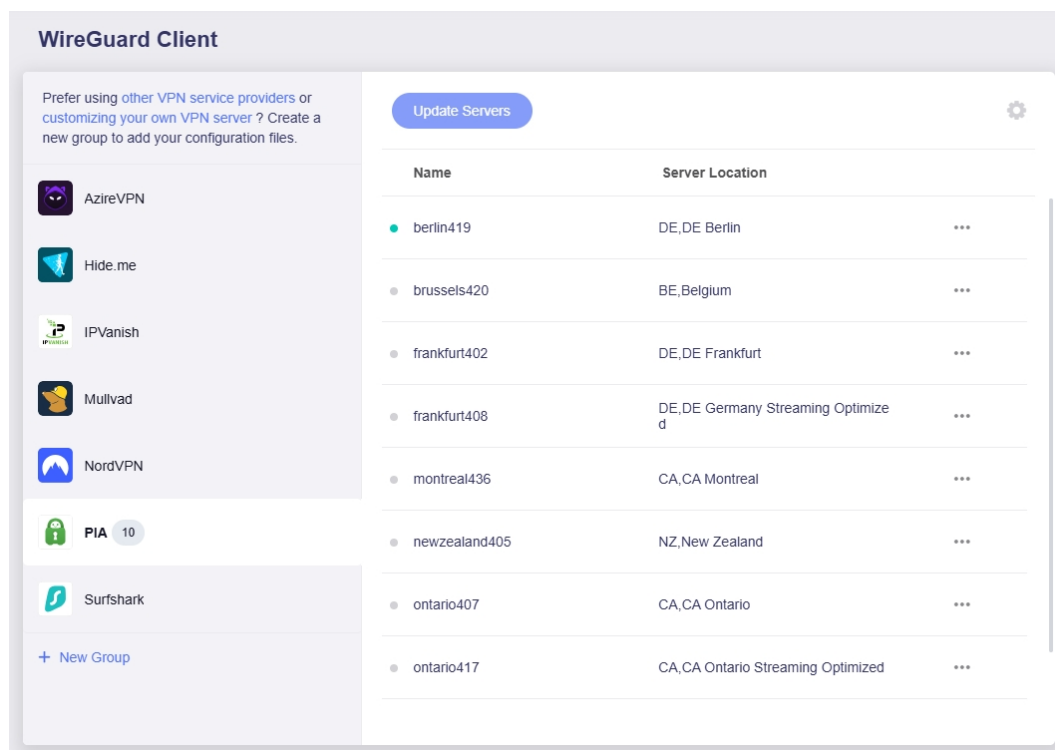 WireGuard Client
Prefer using other VPN service providers or
customizing your own VPN server ? Create a
new group to add your configuration files.
AzireVPN
Hide.me
IPVANISH
IPVanish
Mullvad
NordVPN
PIA 10
Surfshark
+ New Group
Update Servers
Name Server Location
berlin419 DE,DE Berlin
brussels420 BE,Belgium
frankfurt402 DE,DE Frankfurt
frankfurt408 DE,DE Germany Streaming Optimize
d
montreal436 CA,CA Montreal
newzealand405 NZ,New Zealand
ontario407 CA,CA Ontario
ontario417 CA,CA Ontario Streaming Optimized